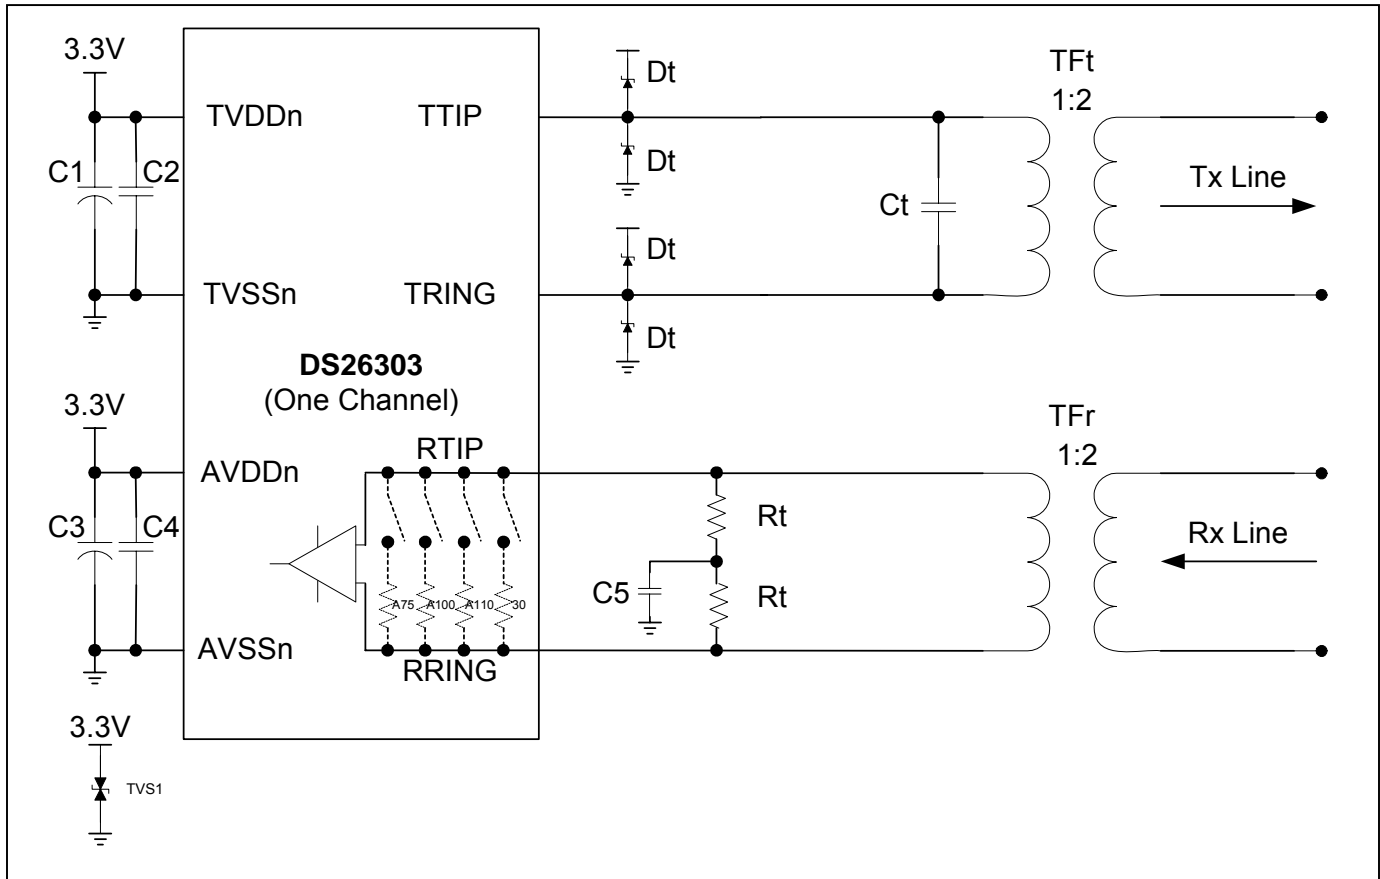 3.3V
TVDDn
TTIP
Dt
TFt
1:2
C1
C2
Dt
Ct
Tx Line
Dt
TVSSn
TRING
Dt
DS26303
(One Channel)
3.3V
TFr
1:2
RTIP
AVDDn
C3
C4
Rt
Rx Line
C5
Rt
A75
A100
A110
30
AVSSn
RRING
3.3V
TVS1